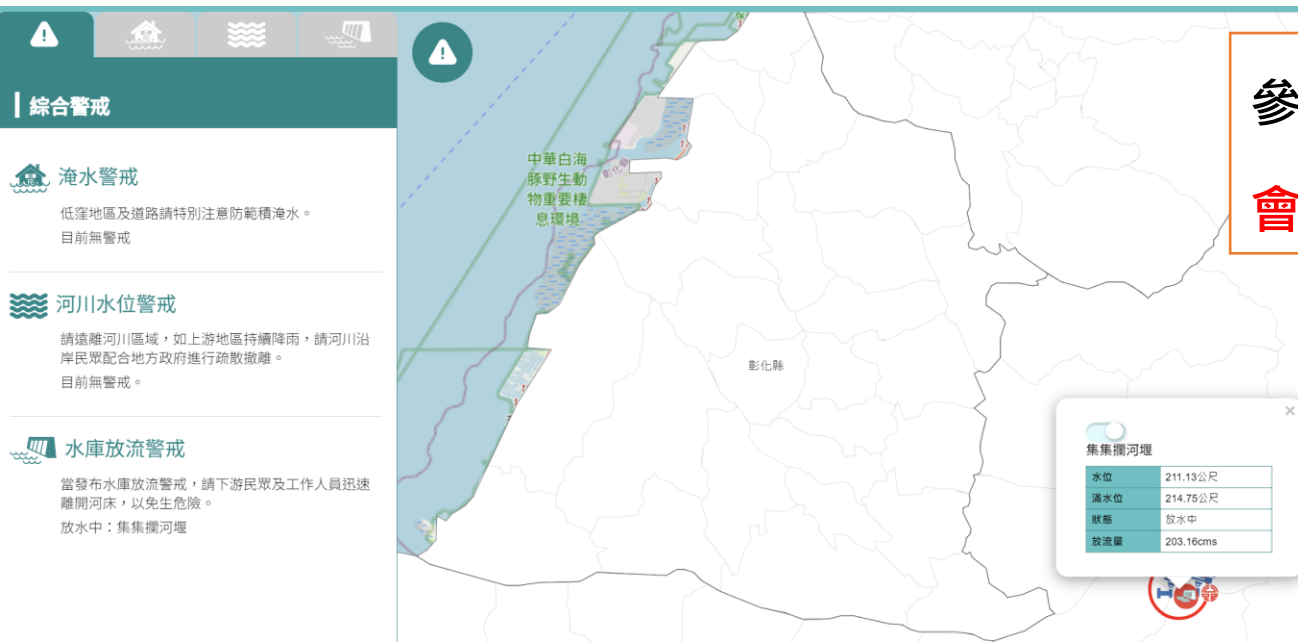 綜合警戒
淹水警戒
低窪地區及道路請特別注意防範積淹水。
目前無警戒
河川水位警戒
請遠離河川區域，如上游地區持續降雨，請河川沿
岸民眾配合地方政府進行疏散撤離。
目前無警戒。
水庫放流警戒
當發布水庫放流警戒，請下游民眾及工作人員迅速
離開河床，以免生危險。
放水中：集集攔河堰
中華白海
豚野生動
物重要棲
息環境
彰化縣
參
會
集集攔河堰
水位 211.13公尺
滿水位 214.75公尺
狀態 放水中
放流量 203.16cms